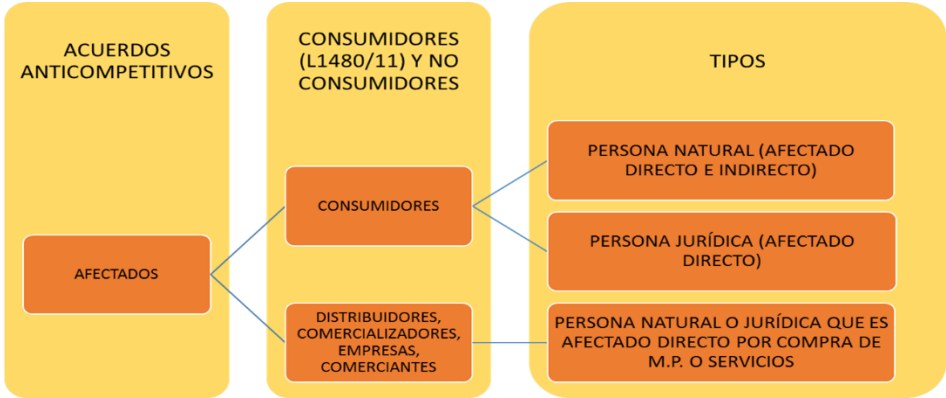 ACUERDOS
ANTICOMPETITIVOS
AFECTADOS
CONSUMIDORES
(L1480/11) Y NO
CONSUMIDORES
CONSUMIDORES
DISTRIBUIDORES,
COMERCIALIZADORES,
EMPRESAS,
COMERCIANTES
TIPOS
PERSONA NATURAL (AFECTADO
DIRECTO E INDIRECTO)
PERSONA JURÍDICA (AFECTADO
DIRECTO)
PERSONA NATURAL O JURÍDICA QUE ES
AFECTADO DIRECTO POR COMPRA DE
M.P. O SERVICIOS